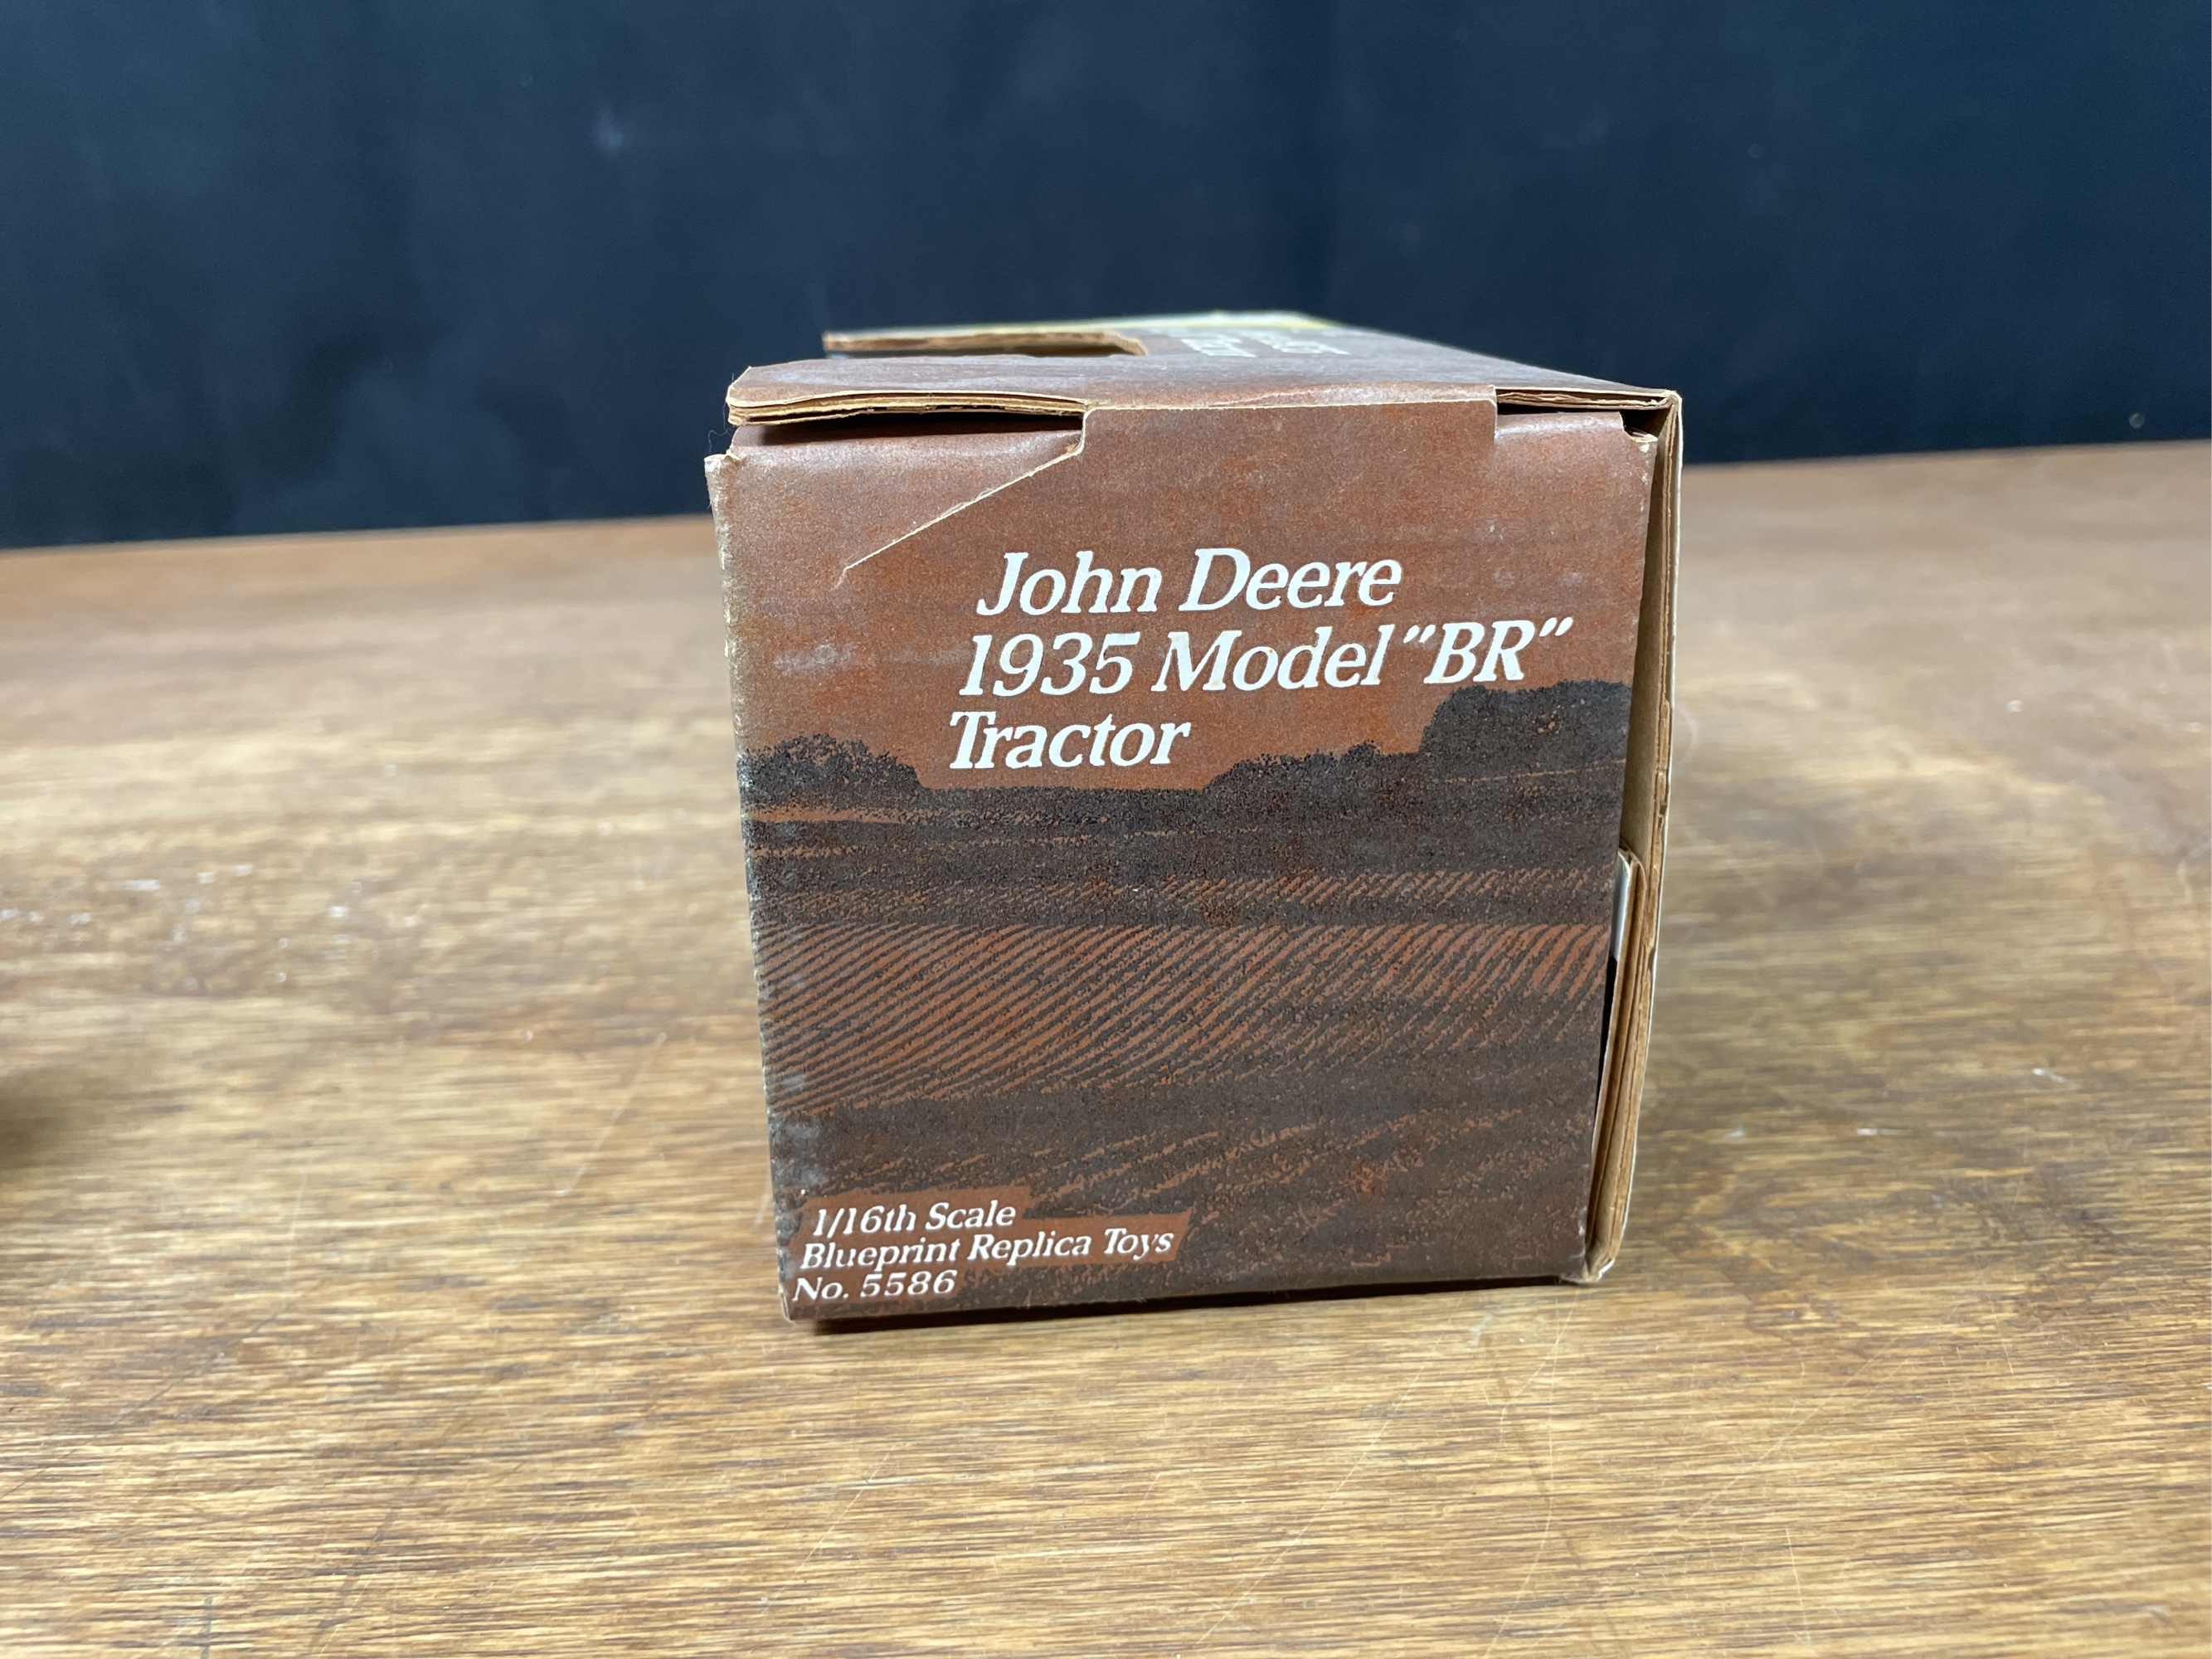 John Deere
1935 Model "BR"
Tractor
1/16th Scale
Blueprint Replica Toys
No. 5586